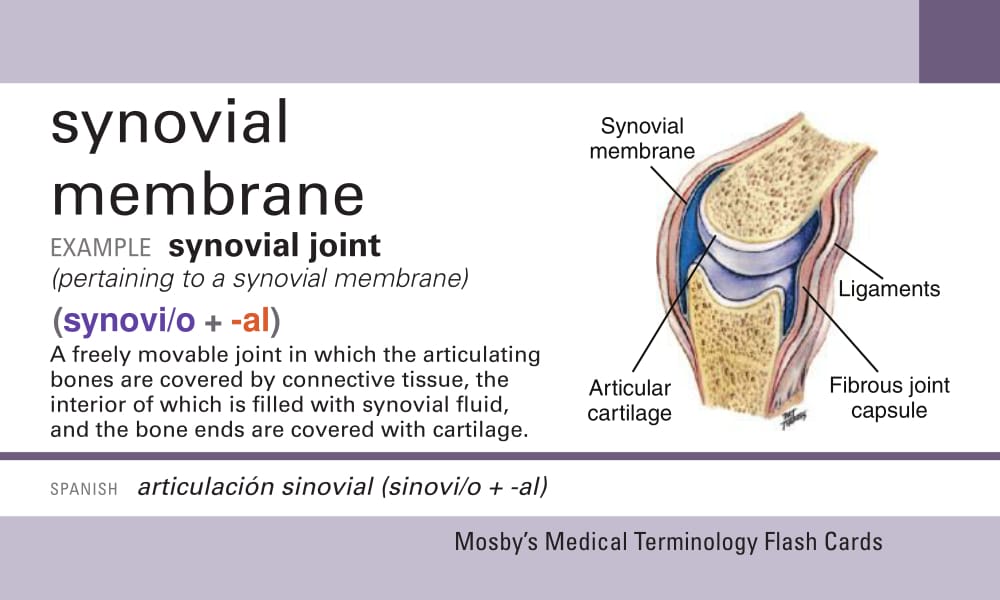 synovial
membrane
EXAMPLE synovial joint
(pertaining to a synovial membrane)
(synovi/o + -al)
A freely movable joint in which the articulating
bones are covered by connective tissue, the
interior of which is filled with synovial fluid,
and the bone ends are covered with cartilage.
Synovial
membrane
Ligaments
Articular
cartilage
Fibrous joint
capsule
SPANISH articulación sinovial (sinovi/o + -al)
Mosby's Medical Terminology Flash Cards